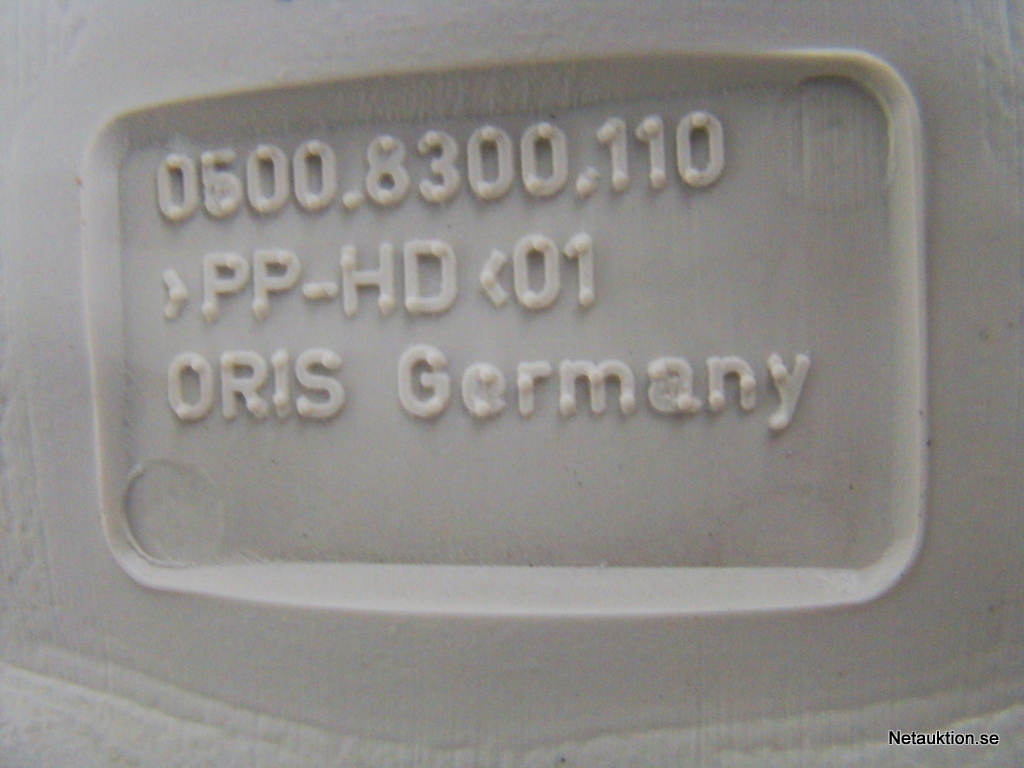 0500.8300.110
>PP-HD<01
ORIS Germany
Netauktion.se